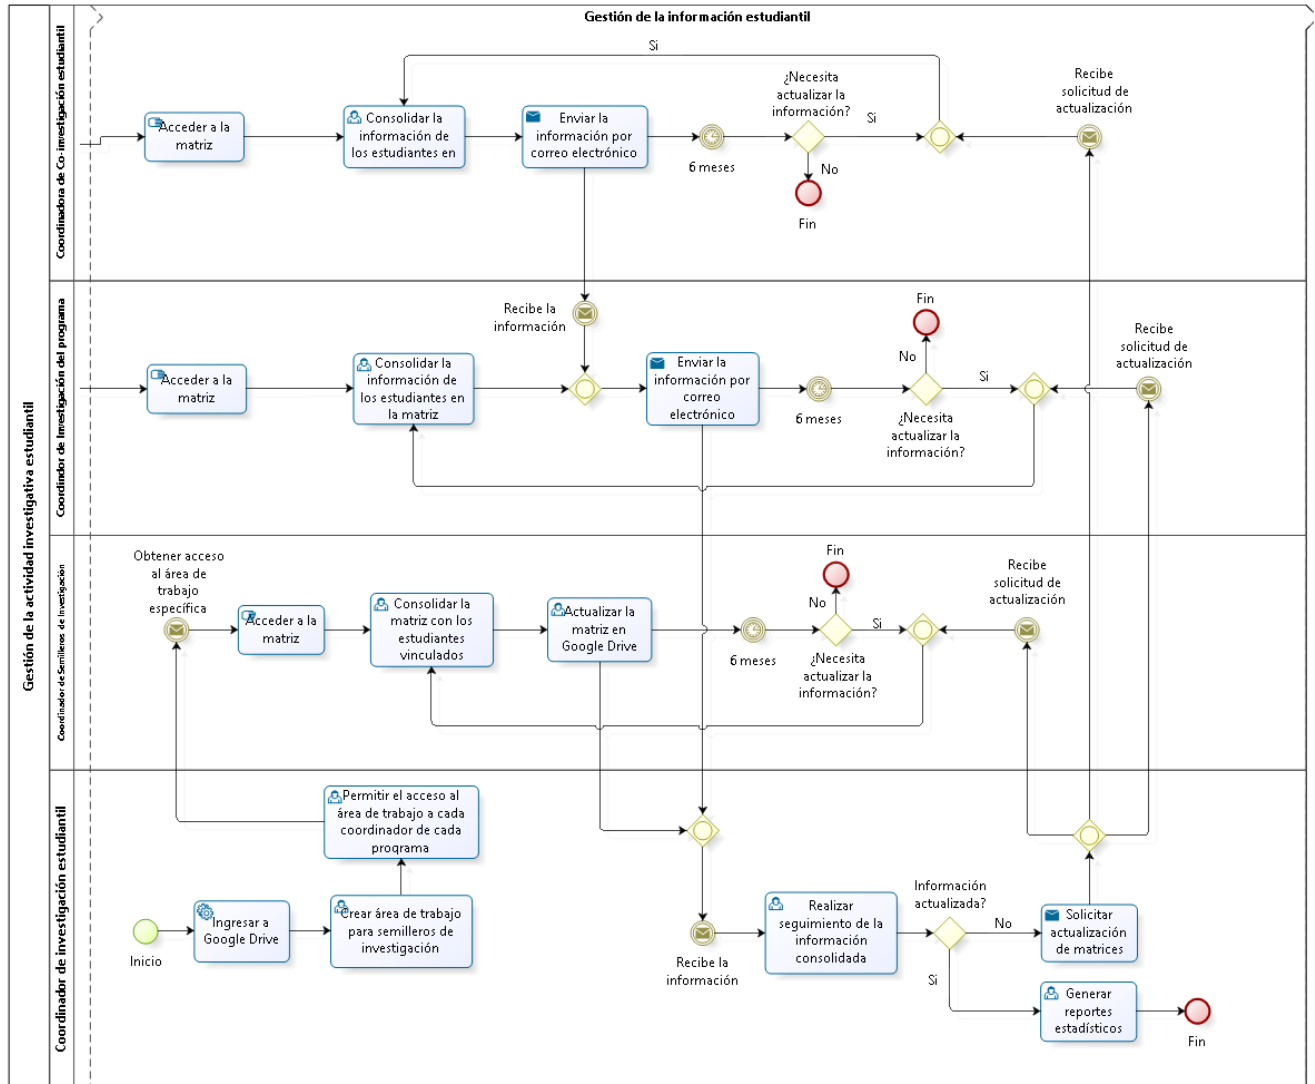 Gestión de la información estudiantil
Gestión de la actividad investigativa estudiantil
Coordinadora de Co-investigación estudiantil
Si
¿Necesita
actualizar la
información?
Recibe
solicitud de
actualización
Acceder a la
matriz
Consolidar la
información de
los estudiantes en
Enviar la
información por
correo electrónico
6 meses
Si
No
Fin
Coordindor de Investigación del programa
Recibe la
información
Fin
Recibe
solicitud de
actualización
Acceder a la
matriz
Consolidar la
información de
los estudiantes en
la matriz
Enviar la
información por
correo
electrónico
6 meses
No
Si
¿Necesita
actualizar la
información?
Coordinador de Semilleros de Investigación
Obtener acceso
al área de
trabajo
específica
Fin
Recibe
solicitud de
actualización
Acceder a la
matriz
Consolidar la
matriz con los
estudiantes
vinculados
Actualizar la
matriz en
Google Drive
6 meses
No
Si
¿Necesita
actualizar la
información?
Coordinador de investigación estudiantil
Permitir el acceso al
área de trabajo a cada
coordinador de cada
programa
Inicio
Ingresar a
Google Drive
Crear área de trabajo
para semilleros de
investigación
Recibe la
información
Realizar
seguimiento de la
información
consolidada
Información
actualizada?
No
Si
Solicitar
actualización
de matrices
Generar
reportes
estadísticos
Fin